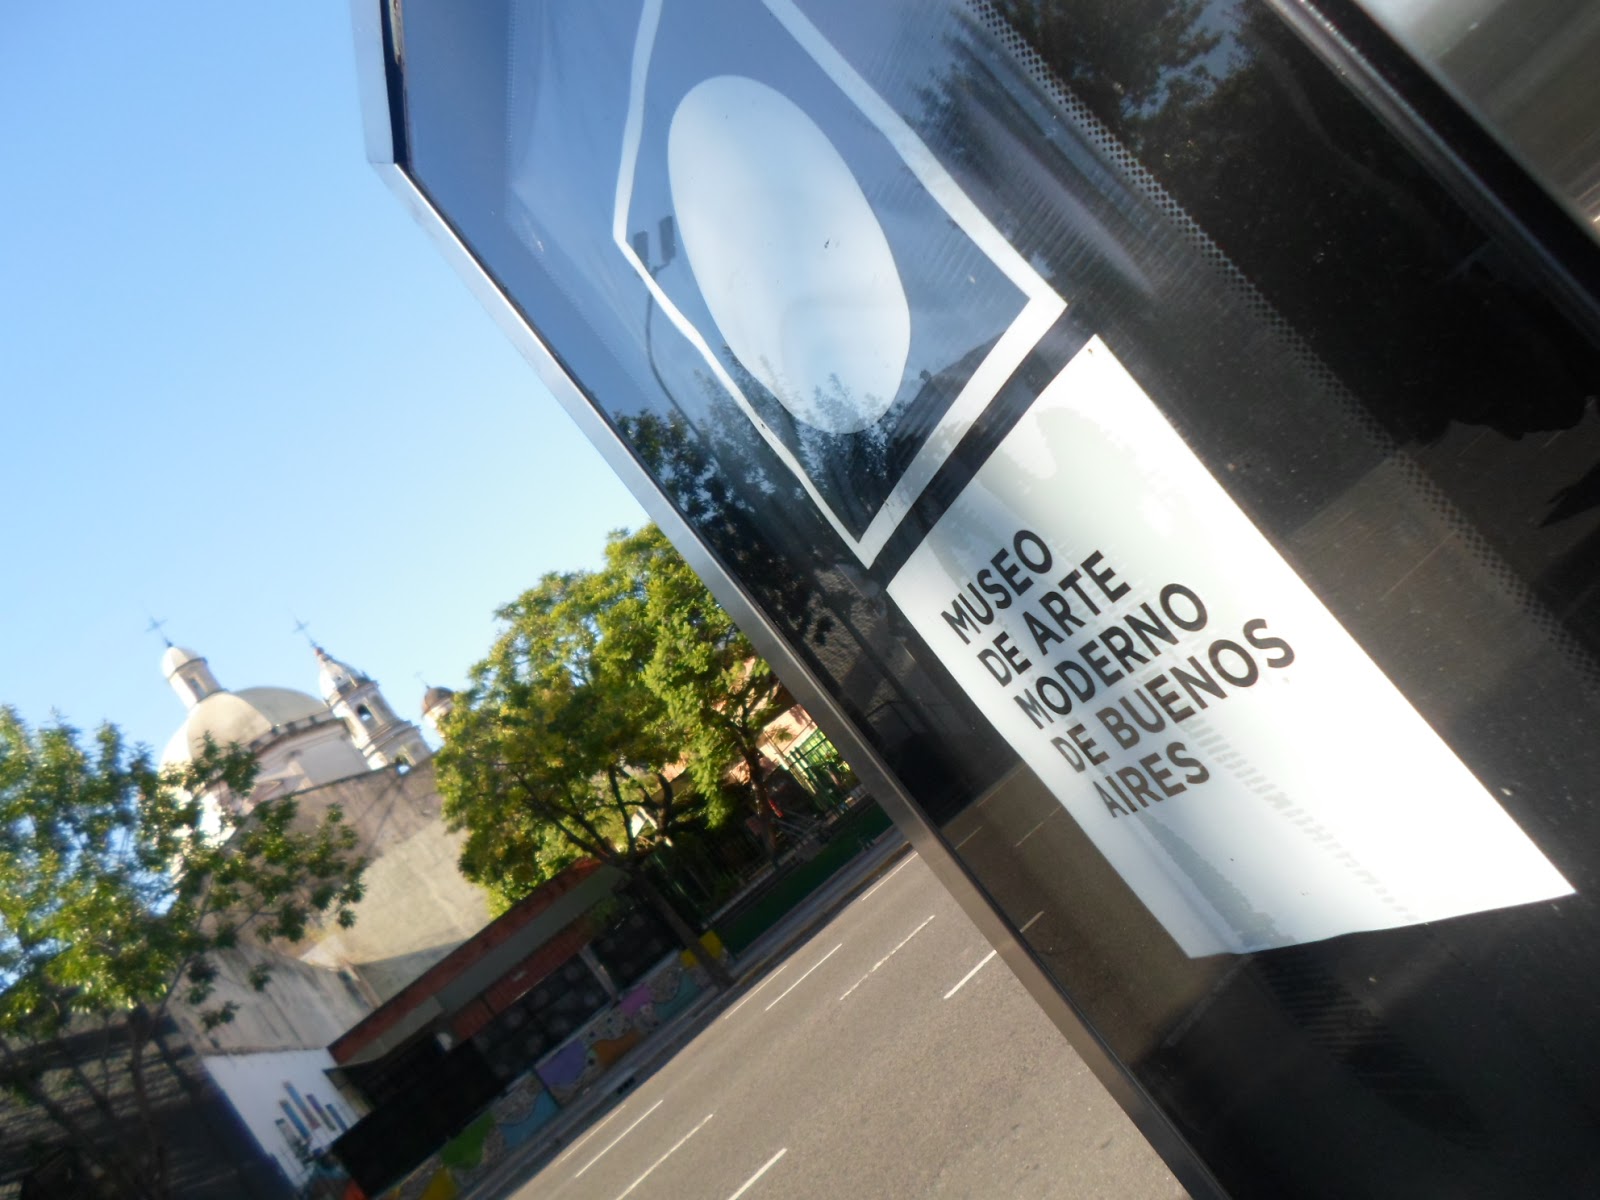 MUSEO
DE ARTE
MODERNO
DE BUENOS
AIRES